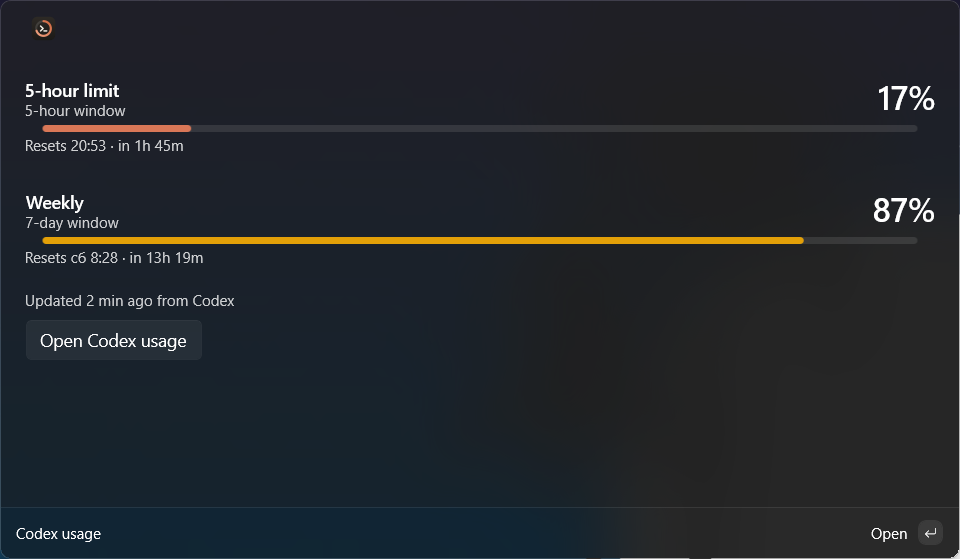 5-hour limit
17%
5-hour window
Resets 20:53 · in 1h 45m
Weekly
87%
7-day window
Resets c6 8:28 · in 13h 19m
Updated 2 min ago from Codex
Open Codex usage
Codex usage
Open